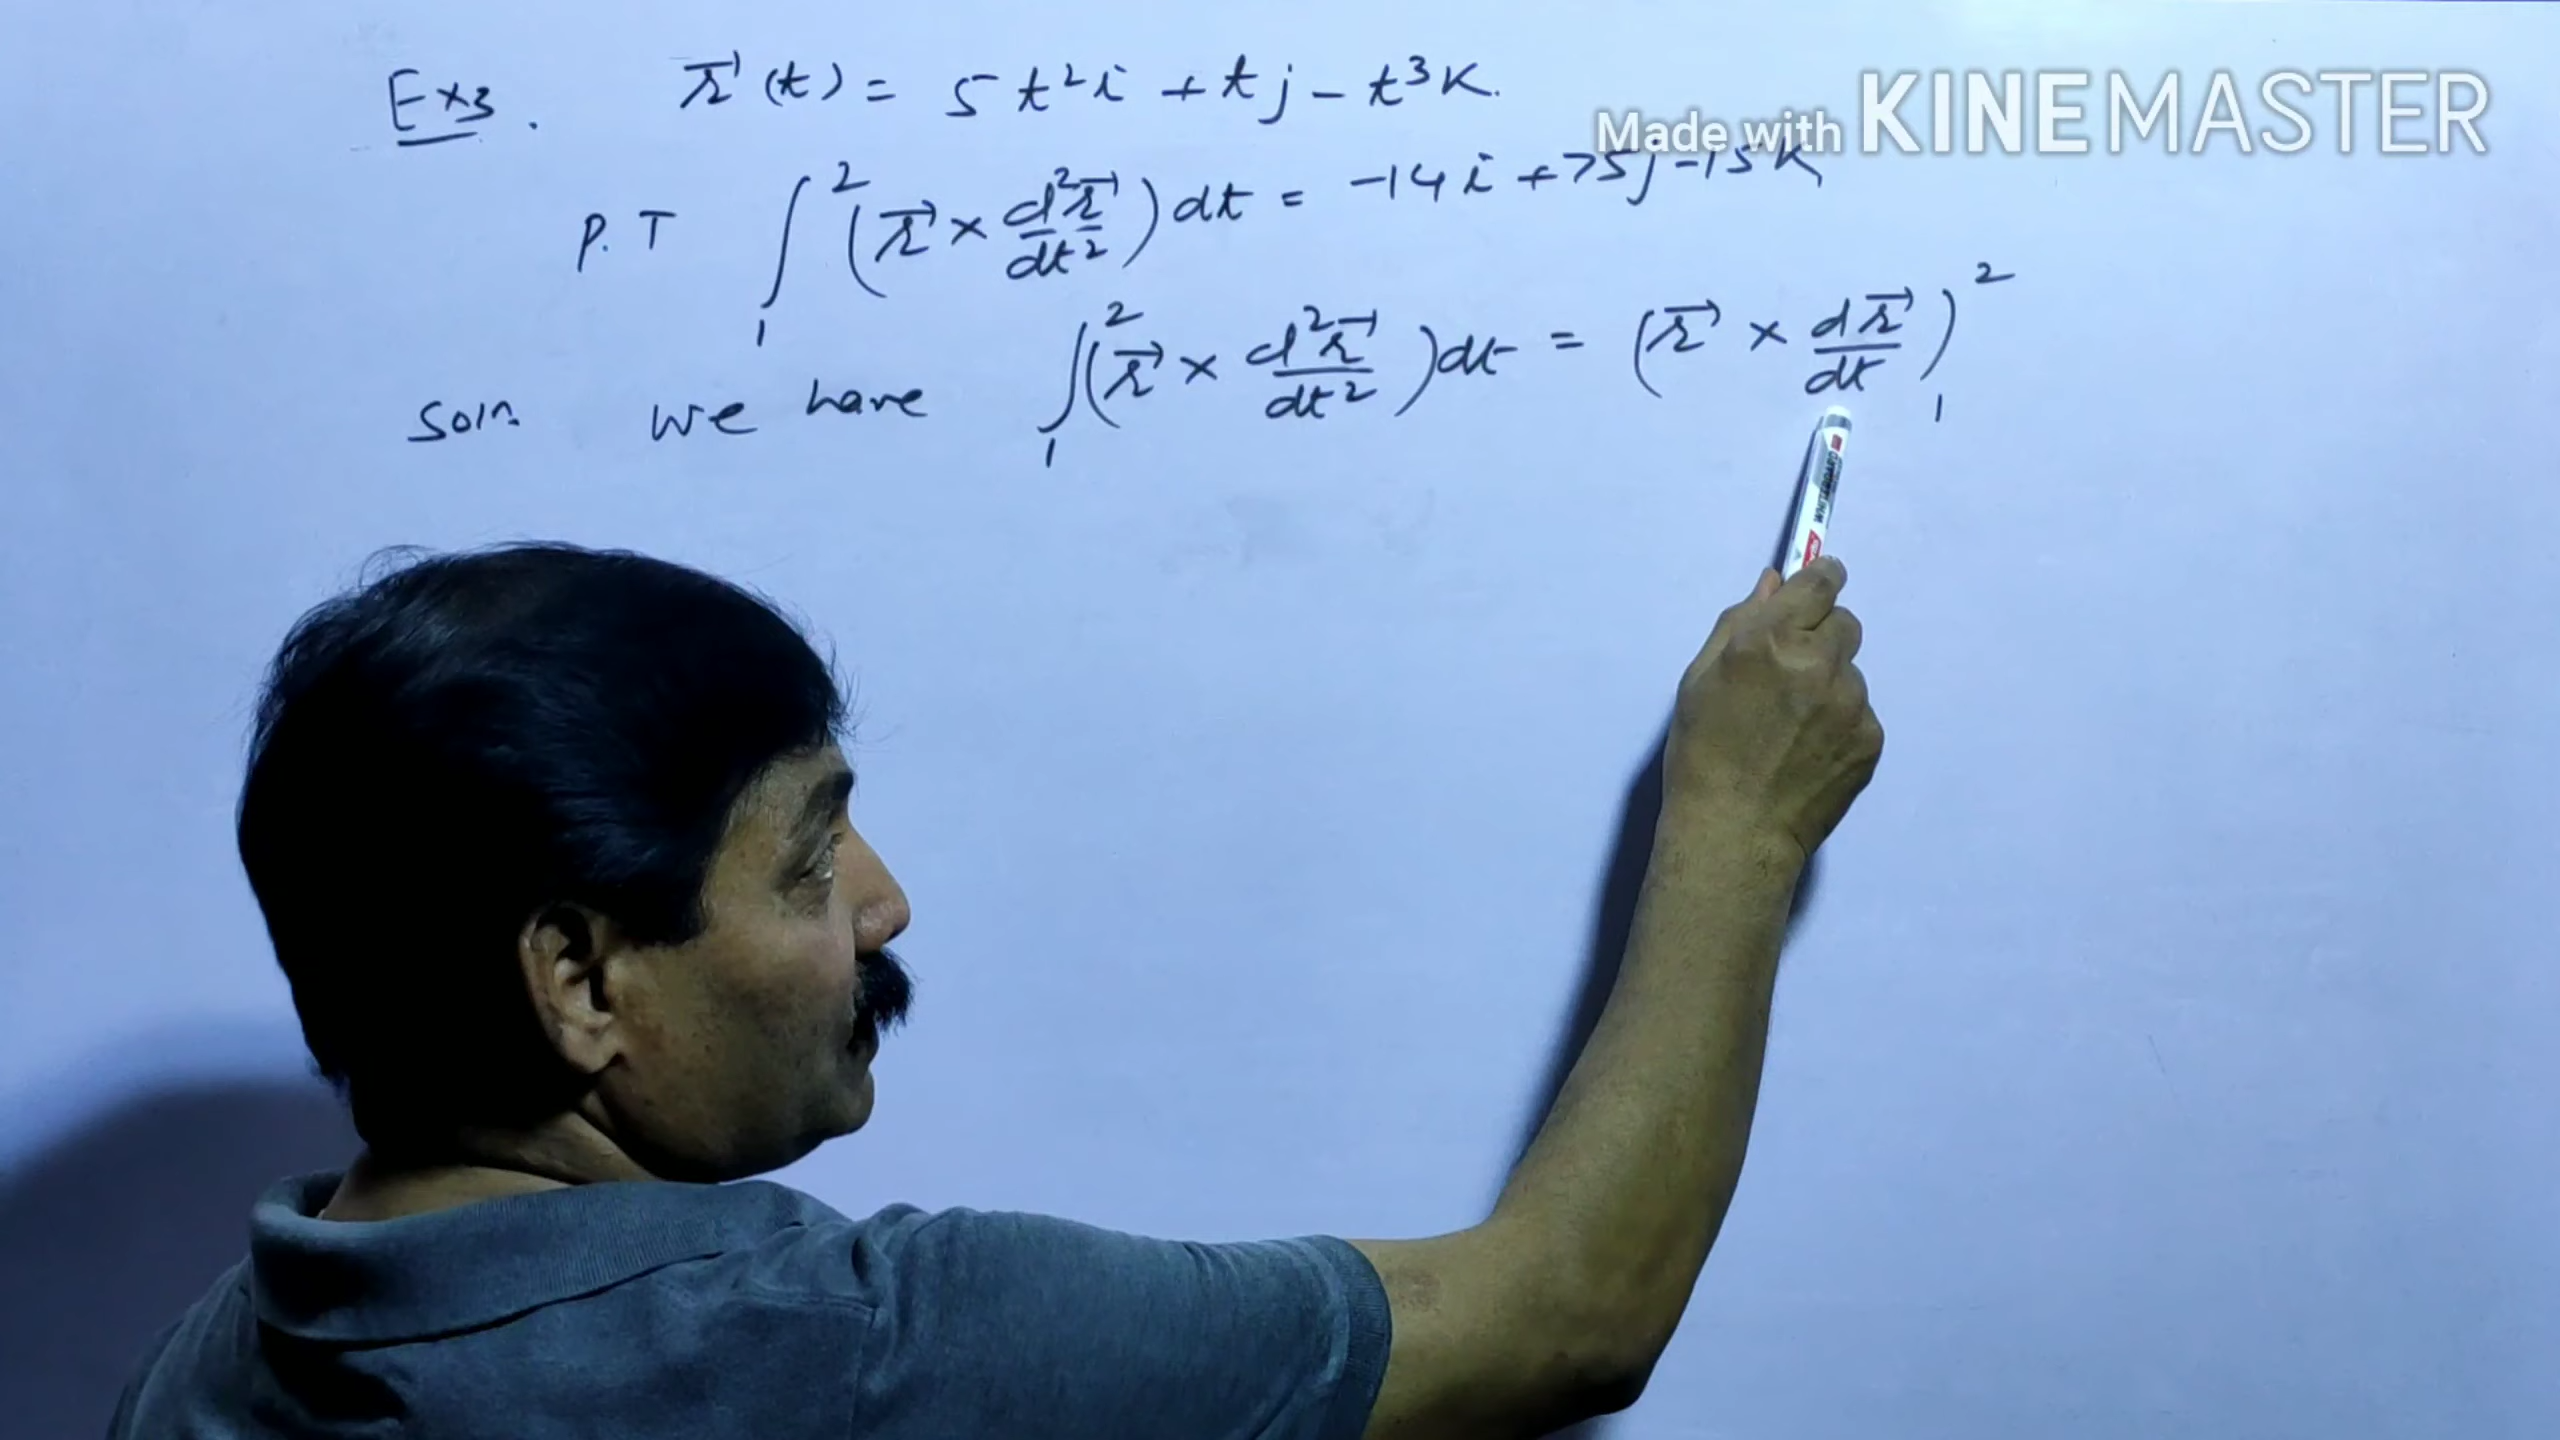 Made with KINEMASTER
Ex3. r⃗(t) = 5t²i + tj - t³k.
P.T ∫₁² (r⃗ × d²r⃗/dt²) dt = -14i + 75j - 15k
Soln. we have ∫₁² (r⃗ × d²r⃗/dt²) dt = (r⃗ × dr⃗/dt)₁²
WHITEBOARD